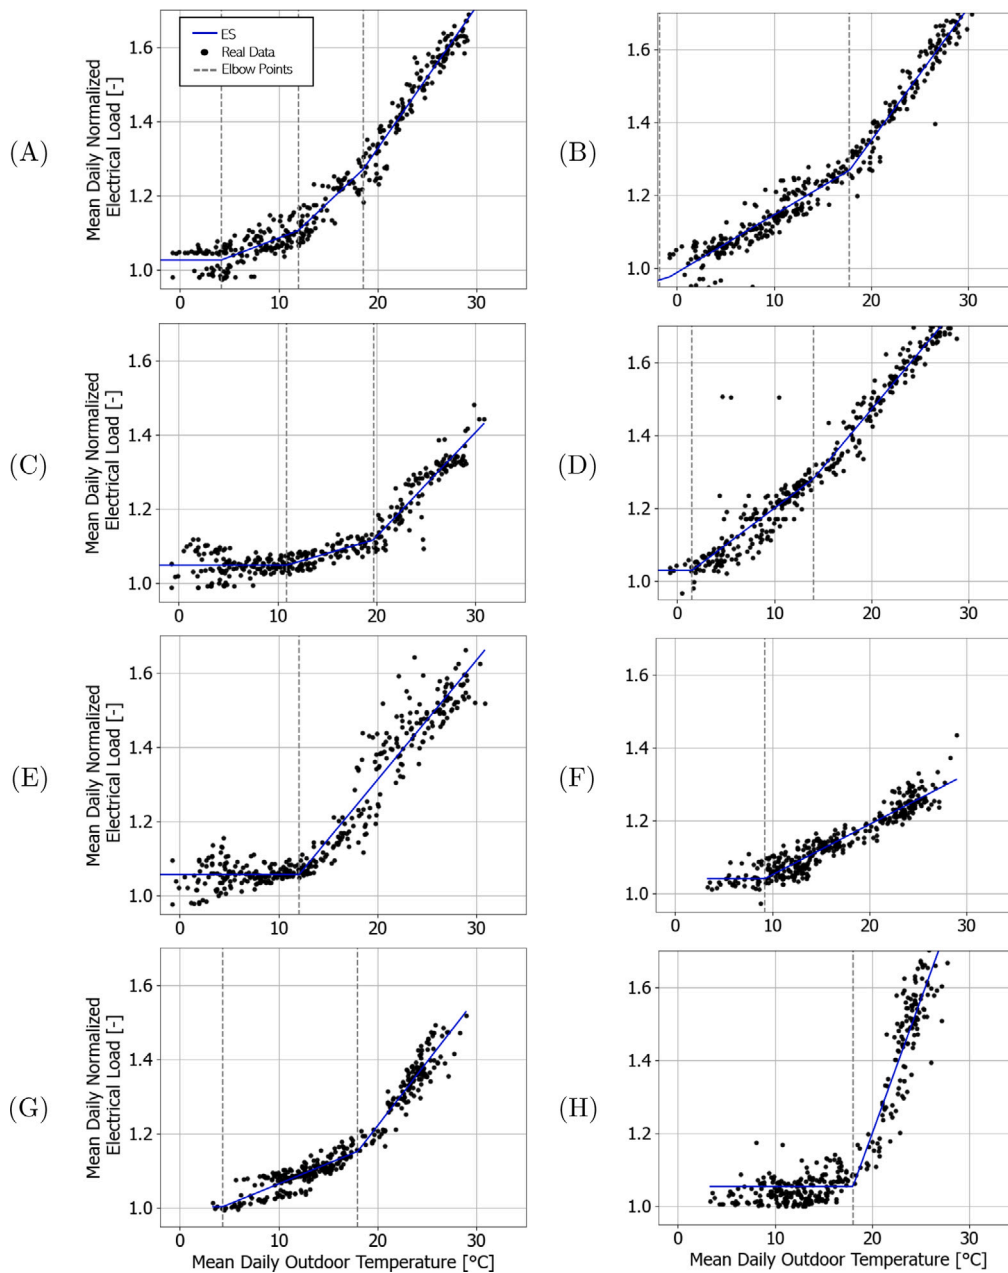 ES
Real Data
Elbow Points
(A)
Mean Daily Normalized
Electrical Load [-]
1.6
1.4
1.2
1.0
0 10 20 30
(B)
1.6
1.4
1.2
1.0
0 10 20 30
(C)
Mean Daily Normalized
Electrical Load [-]
1.6
1.4
1.2
1.0
0 10 20 30
(D)
1.6
1.4
1.2
1.0
0 10 20 30
(E)
Mean Daily Normalized
Electrical Load [-]
1.6
1.4
1.2
1.0
0 10 20 30
(F)
1.6
1.4
1.2
1.0
0 10 20 30
(G)
Mean Daily Normalized
Electrical Load [-]
1.6
1.4
1.2
1.0
0 10 20 30
Mean Daily Outdoor Temperature [°C]
(H)
1.6
1.4
1.2
1.0
0 10 20 30
Mean Daily Outdoor Temperature [°C]